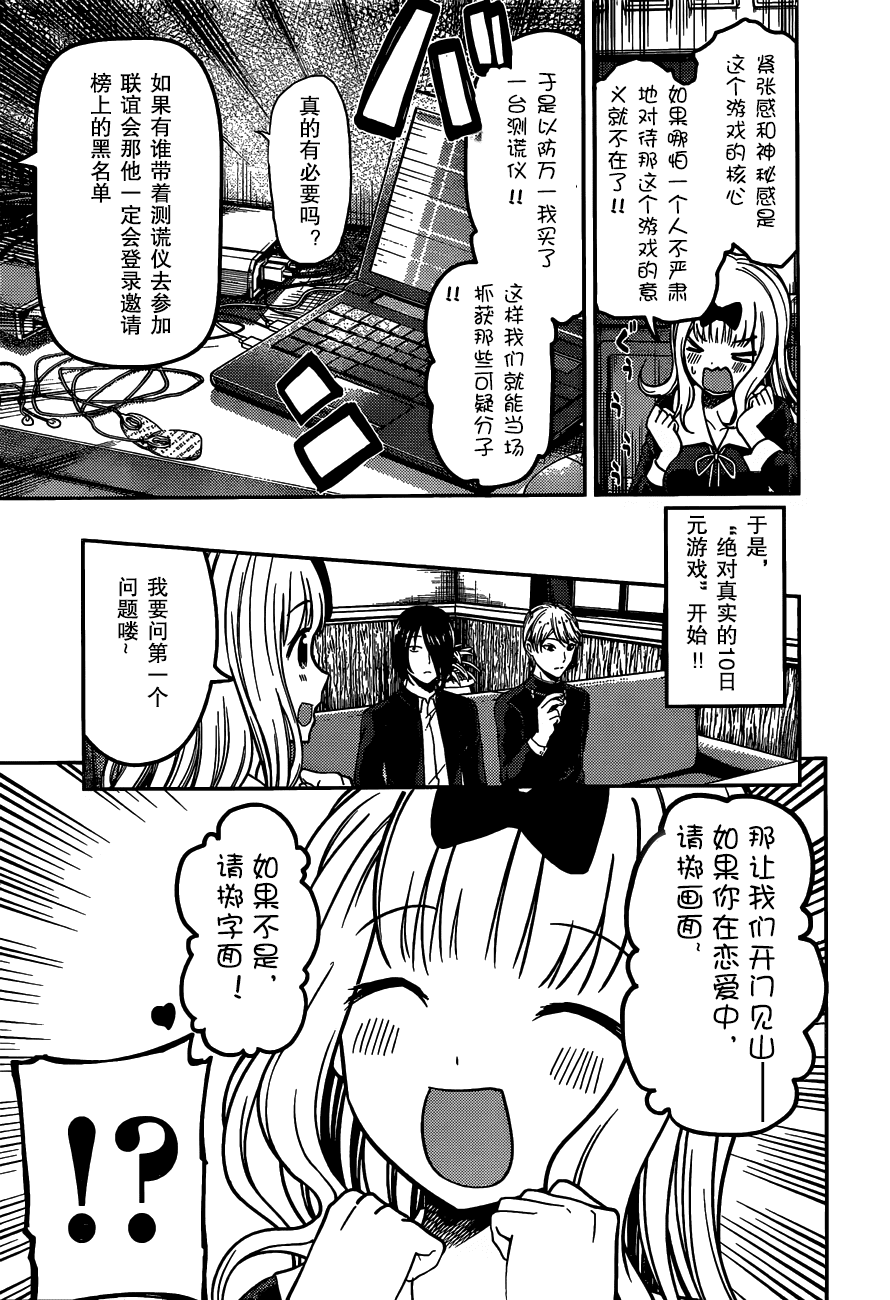 紧张感和神秘感是
这个游戏的核心
如果哪怕一个人不严肃
地对待那这个游戏的意
义就不在了!!
于是以防万一我买了
一台测谎仪!!
这样我们就能当场
抓获那些可疑分子
!!
真的有必要吗?
如果有谁带着测谎仪去参加
联谊会那他一定会登录邀请
榜上的黑名单
于是,
“绝对真实的10日
元游戏”开始!!
我要问第一个
问题喽~
那让我们开门见山——
如果你在恋爱中,
请掷画面~
如果不是,
请掷字面!
!?